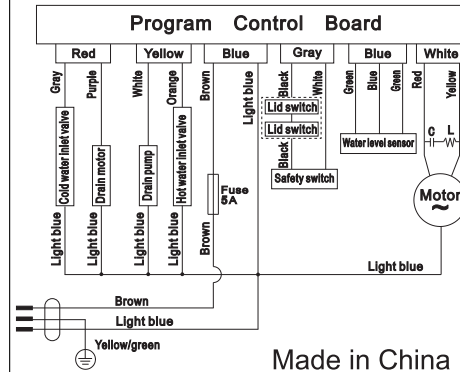 Program Control Board
Red Yellow Blue Gray Blue White
Gray
Purple
White
Orange
Brown
Light blue
Black
White
Green
Blue
Green
Red
Yellow
Lid switch
Lid switch
Black
Safety switch
Water level sensor
C L
Motor
~
Cold water inlet valve
Drain motor
Drain pump
Hot water inlet valve
Fuse
5A
Light blue
Light blue
Light blue
Light blue
Brown
Light blue
Brown
Light blue
Yellow/green
Made in China